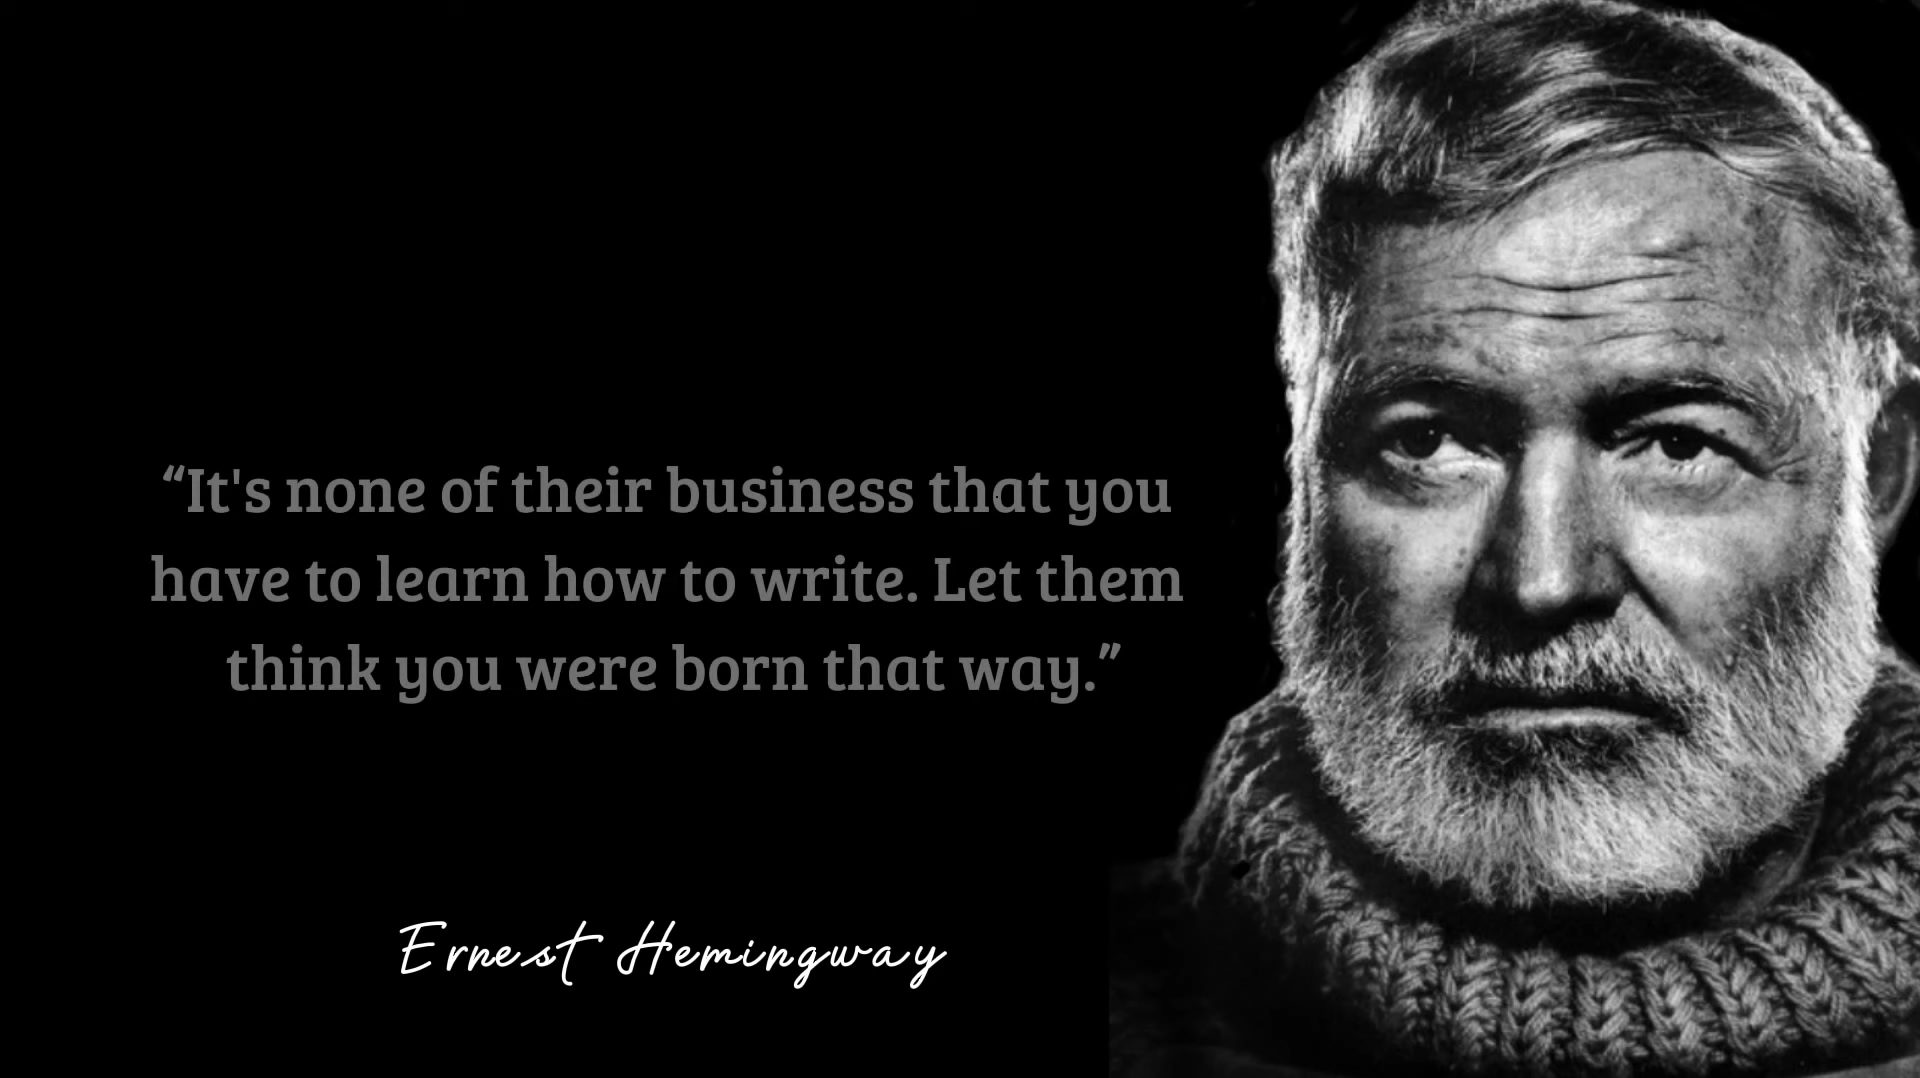 “It's none of their business that you
have to learn how to write. Let them
think you were born that way.”
Ernest Hemingway